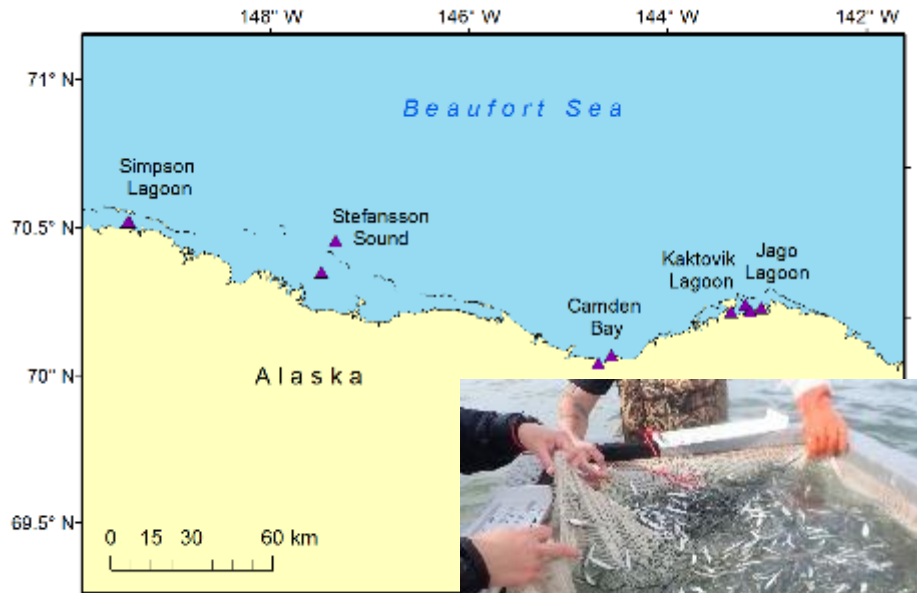 148° W
146° W
144° W
142° W
71° N
Beaufort Sea
Simpson
Lagoon
70.5° N
Stefansson
Sound
Kaktovik
Lagoon
Jago
Lagoon
Camden
Bay
70° N
Alaska
69.5° N
0 15 30 60 km